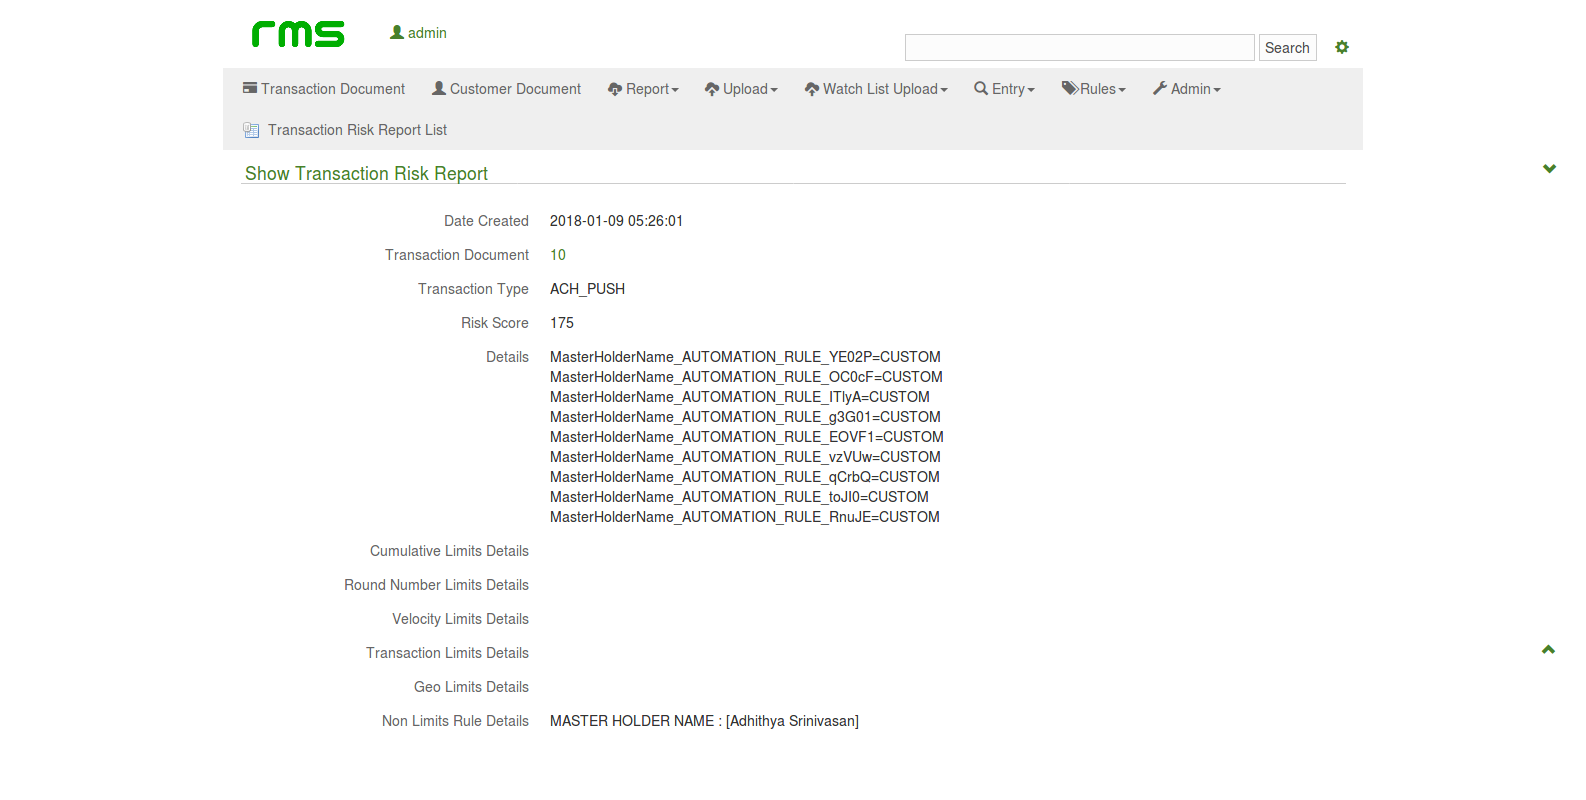 rms
admin
Search
Transaction Document Customer Document Report Upload Watch List Upload Entry Rules Admin
Transaction Risk Report List
Show Transaction Risk Report
Date Created 2018-01-09 05:26:01
Transaction Document 10
Transaction Type ACH_PUSH
Risk Score 175
Details MasterHolderName_AUTOMATION_RULE_YE02P=CUSTOM
MasterHolderName_AUTOMATION_RULE_OC0cF=CUSTOM
MasterHolderName_AUTOMATION_RULE_ITlyA=CUSTOM
MasterHolderName_AUTOMATION_RULE_g3G01=CUSTOM
MasterHolderName_AUTOMATION_RULE_EOVF1=CUSTOM
MasterHolderName_AUTOMATION_RULE_vzVUw=CUSTOM
MasterHolderName_AUTOMATION_RULE_qCrbQ=CUSTOM
MasterHolderName_AUTOMATION_RULE_toJI0=CUSTOM
MasterHolderName_AUTOMATION_RULE_RnuJE=CUSTOM
Cumulative Limits Details
Round Number Limits Details
Velocity Limits Details
Transaction Limits Details
Geo Limits Details
Non Limits Rule Details MASTER HOLDER NAME : [Adhithya Srinivasan]